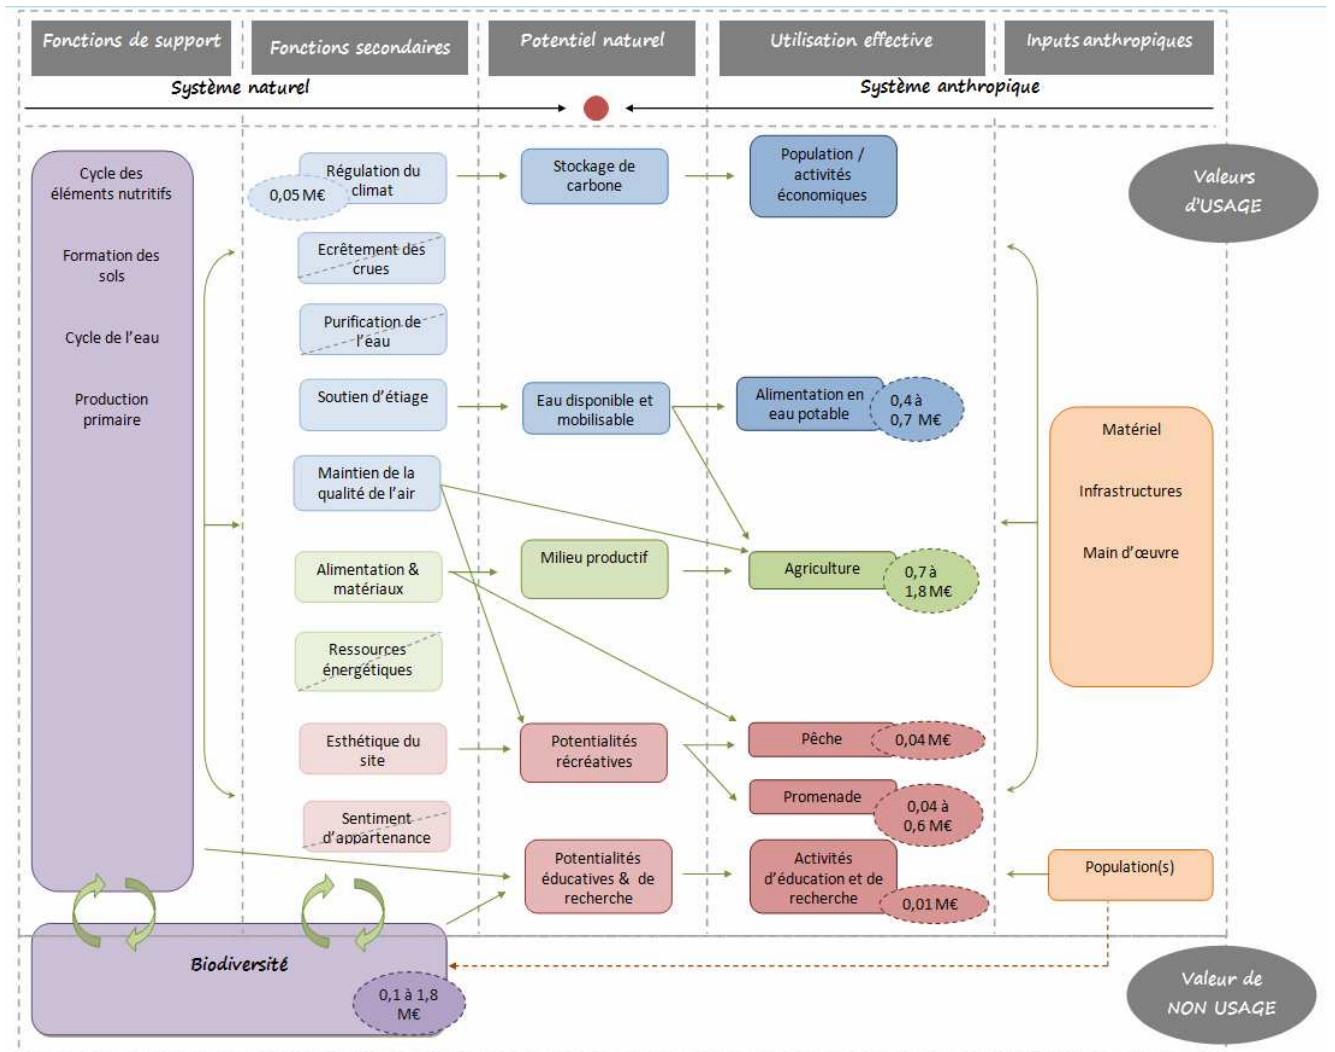 Fonctions de support
Fonctions secondaires
Potentiel naturel
Utilisation effective
Inputs anthropiques
Système naturel
Système anthropique
Cycle des
éléments nutritifs
Formation des
sols
Cycle de l'eau
Production
primaire
Régulation du
climat
0,05 M€
Ecrêtement des
crues
Purification de
l'eau
Soutien d'étiage
Maintien de la
qualité de l'air
Alimentation &
matériaux
Ressources
énergétiques
Esthétique du
site
Sentiment
d'appartenance
Stockage de
carbone
Eau disponible et
mobilisable
Milieu productif
Potentialités
récréatives
Potentialités
éducatives & de
recherche
Population /
activités
économiques
Alimentation en
eau potable
0,4 à
0,7 M€
Agriculture
0,7 à
1,8 M€
Pêche
0,04 M€
Promenade
0,04 à
0,6 M€
Activités
d'éducation et de
recherche
0,01 M€
Valeurs
d'USAGE
Matériel
Infrastructures
Main d'œuvre
Population(s)
Biodiversité
0,1 à 1,8
M€
Valeur de
NON USAGE